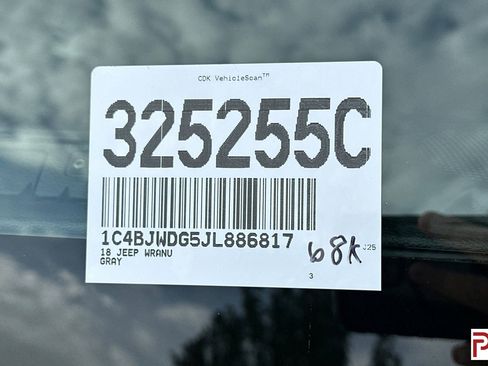 CDK VehicleScan™
325255C
1C4BJWDG5JL886817
18 JEEP WRANU
GRAY
68K
J25
3
P